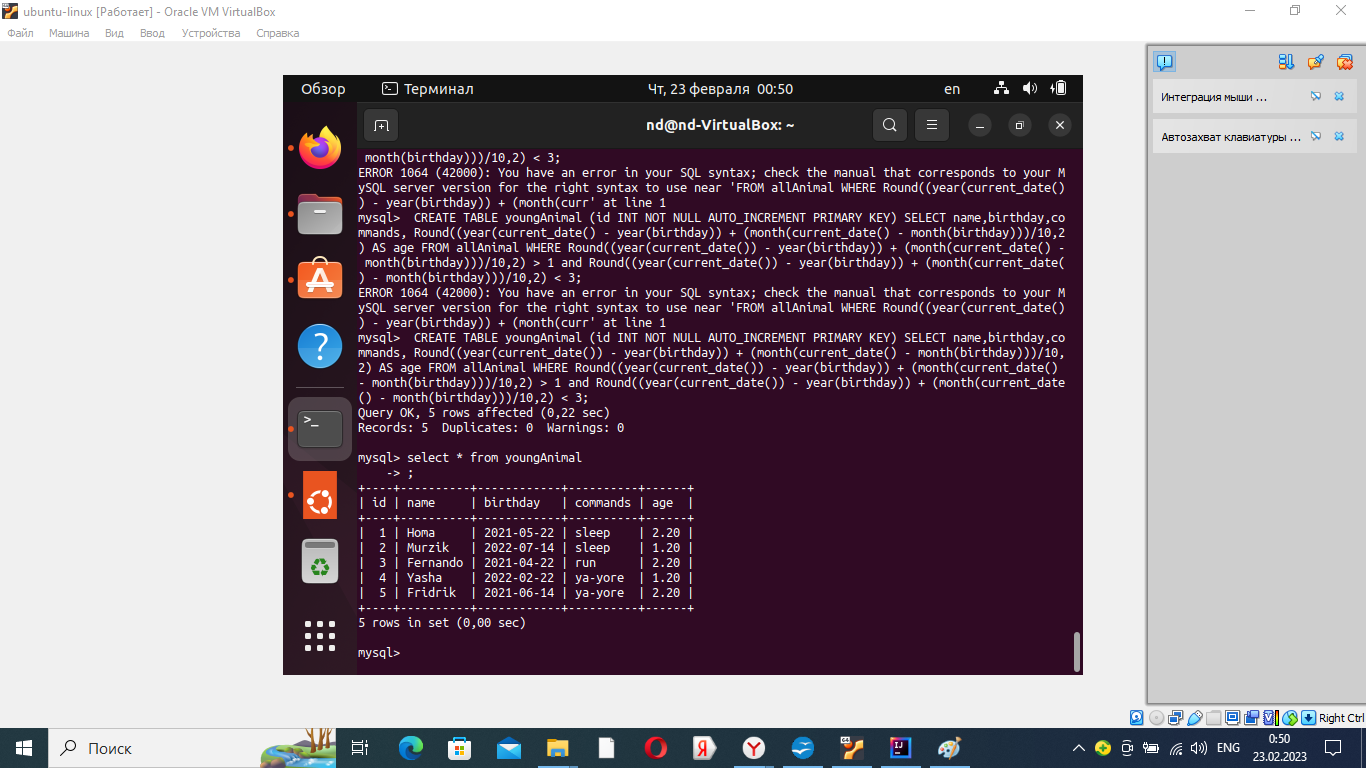 ubuntu-linux [Работает] - Oracle VM VirtualBox
Файл Машина Вид Ввод Устройства Справка
Обзор Терминал Чт, 23 февраля 00:50 en
nd@nd-VirtualBox: ~
month(birthday)))/10,2) < 3;
ERROR 1064 (42000): You have an error in your SQL syntax; check the manual that corresponds to your M
ySQL server version for the right syntax to use near 'FROM allAnimal WHERE Round((year(current_date()
) - year(birthday)) + (month(curr' at line 1
mysql>  CREATE TABLE youngAnimal (id INT NOT NULL AUTO_INCREMENT PRIMARY KEY) SELECT name,birthday,co
mmands, Round((year(current_date()) - year(birthday)) + (month(current_date() - month(birthday)))/10,2
) AS age FROM allAnimal WHERE Round((year(current_date()) - year(birthday)) + (month(current_date() -
month(birthday)))/10,2) > 1 and Round((year(current_date()) - year(birthday)) + (month(current_date(
) - month(birthday)))/10,2) < 3;
ERROR 1064 (42000): You have an error in your SQL syntax; check the manual that corresponds to your M
ySQL server version for the right syntax to use near 'FROM allAnimal WHERE Round((year(current_date()
) - year(birthday)) + (month(curr' at line 1
mysql>  CREATE TABLE youngAnimal (id INT NOT NULL AUTO_INCREMENT PRIMARY KEY) SELECT name,birthday,co
mmands, Round((year(current_date()) - year(birthday)) + (month(current_date() - month(birthday)))/10,
2) AS age FROM allAnimal WHERE Round((year(current_date()) - year(birthday)) + (month(current_date()
- month(birthday)))/10,2) > 1 and Round((year(current_date()) - year(birthday)) + (month(current_date
() - month(birthday)))/10,2) < 3;
Query OK, 5 rows affected (0,22 sec)
Records: 5  Duplicates: 0  Warnings: 0
mysql> select * from youngAnimal
    -> ;
+----+----------+------------+----------+------+
| id | name     | birthday   | commands | age  |
+----+----------+------------+----------+------+
|  1 | Homa     | 2021-05-22 | sleep    | 2.20 |
|  2 | Murzik   | 2022-07-14 | sleep    | 1.20 |
|  3 | Fernando | 2021-04-22 | run      | 2.20 |
|  4 | Yasha    | 2022-02-22 | ya-yore  | 1.20 |
|  5 | Fridrik  | 2021-06-14 | ya-yore  | 2.20 |
+----+----------+------------+----------+------+
5 rows in set (0,00 sec)
mysql>
Интеграция мыши ...
Автозахват клавиатуры ...
Right Ctrl
Поиск
ENG
0:50
23.02.2023